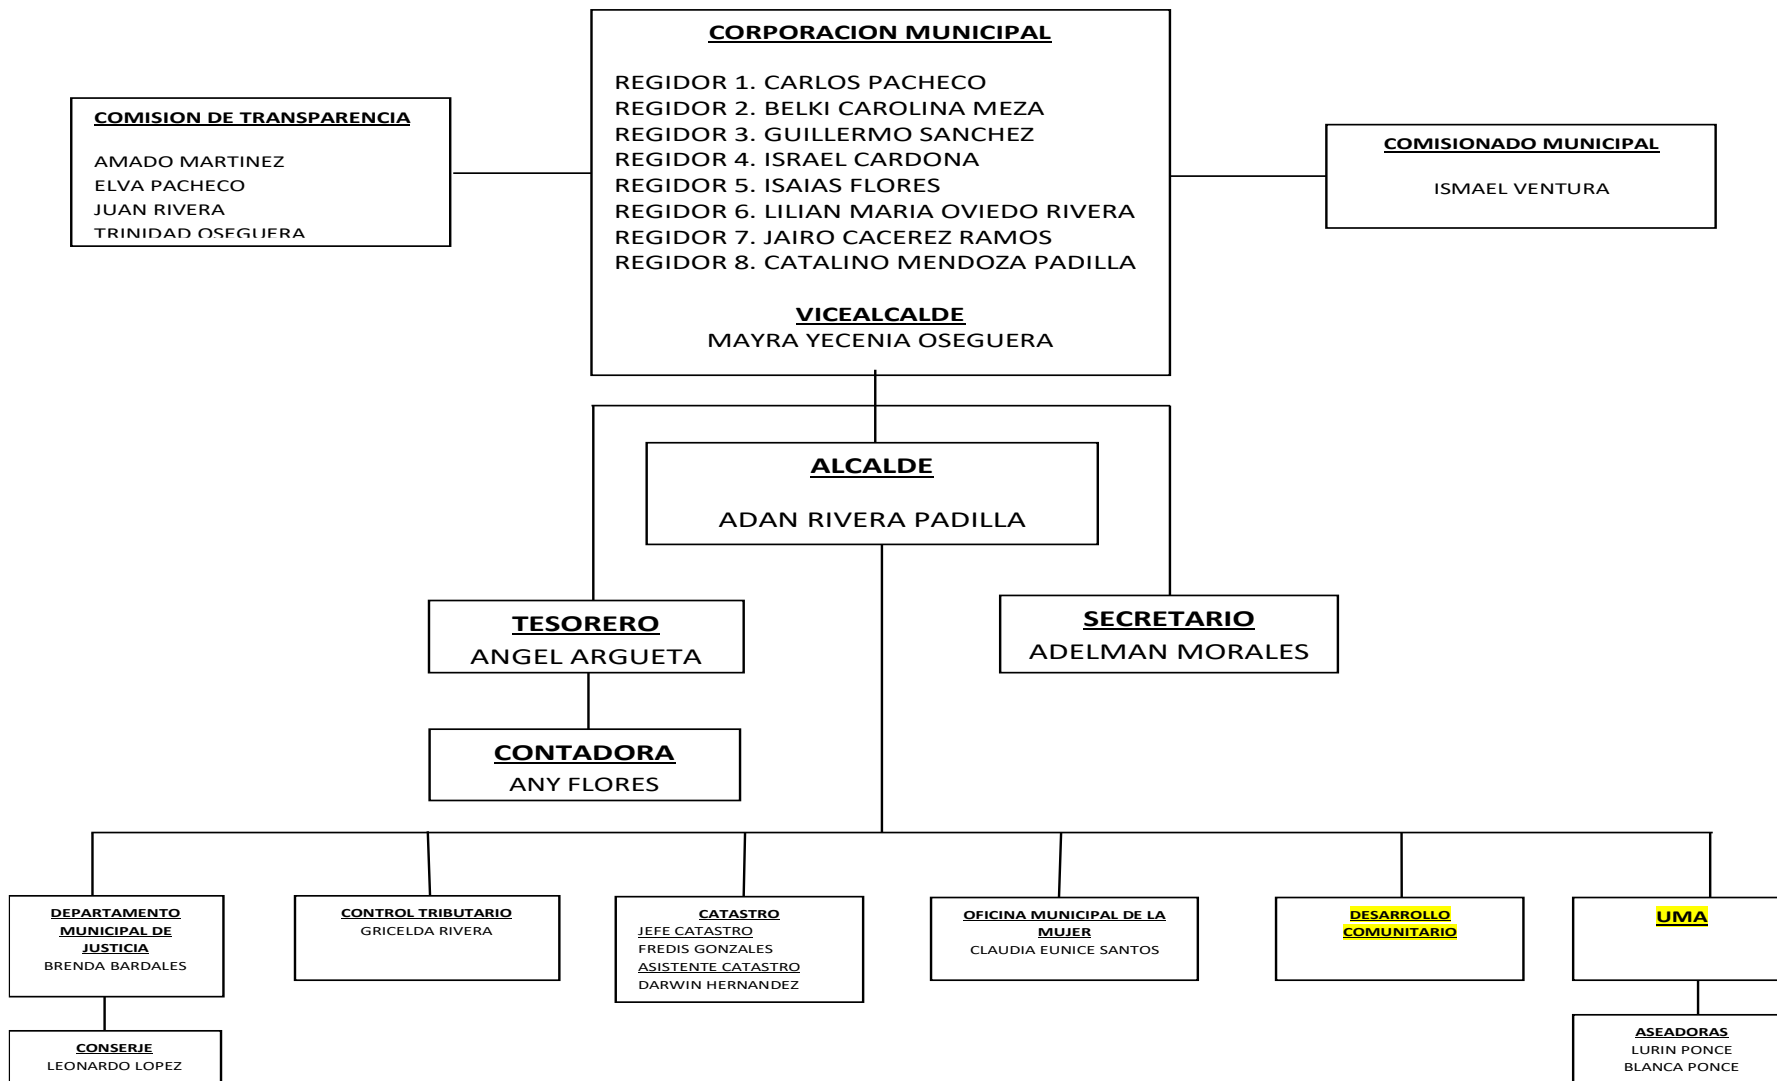 CORPORACION MUNICIPAL
REGIDOR 1. CARLOS PACHECO
REGIDOR 2. BELKI CAROLINA MEZA
REGIDOR 3. GUILLERMO SANCHEZ
REGIDOR 4. ISRAEL CARDONA
REGIDOR 5. ISAIAS FLORES
REGIDOR 6. LILIAN MARIA OVIEDO RIVERA
REGIDOR 7. JAIRO CACEREZ RAMOS
REGIDOR 8. CATALINO MENDOZA PADILLA
VICEALCALDE
MAYRA YECENIA OSEGUERA
COMISION DE TRANSPARENCIA
AMADO MARTINEZ
ELVA PACHECO
JUAN RIVERA
TRINIDAD OSEGUERA
COMISIONADO MUNICIPAL
ISMAEL VENTURA
ALCALDE
ADAN RIVERA PADILLA
TESORERO
ANGEL ARGUETA
SECRETARIO
ADELMAN MORALES
CONTADORA
ANY FLORES
DEPARTAMENTO
MUNICIPAL DE
JUSTICIA
BRENDA BARDALES
CONTROL TRIBUTARIO
GRICELDA RIVERA
CATASTRO
JEFE CATASTRO
FREDIS GONZALES
ASISTENTE CATASTRO
DARWIN HERNANDEZ
OFICINA MUNICIPAL DE LA
MUJER
CLAUDIA EUNICE SANTOS
DESARROLLO
COMUNITARIO
UMA
CONSERJE
LEONARDO LOPEZ
ASEADORAS
LURIN PONCE
BLANCA PONCE